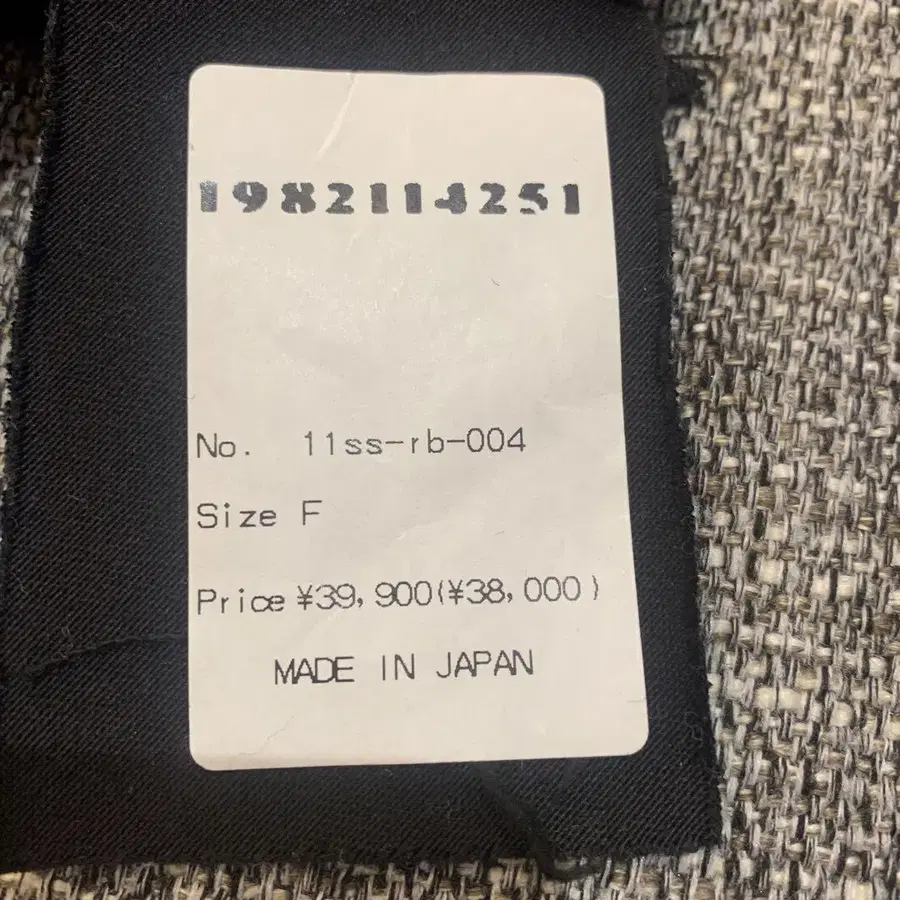 1982114251
No. 11ss-rb-004
Size F
Price ¥39,900(¥38,000)
MADE IN JAPAN